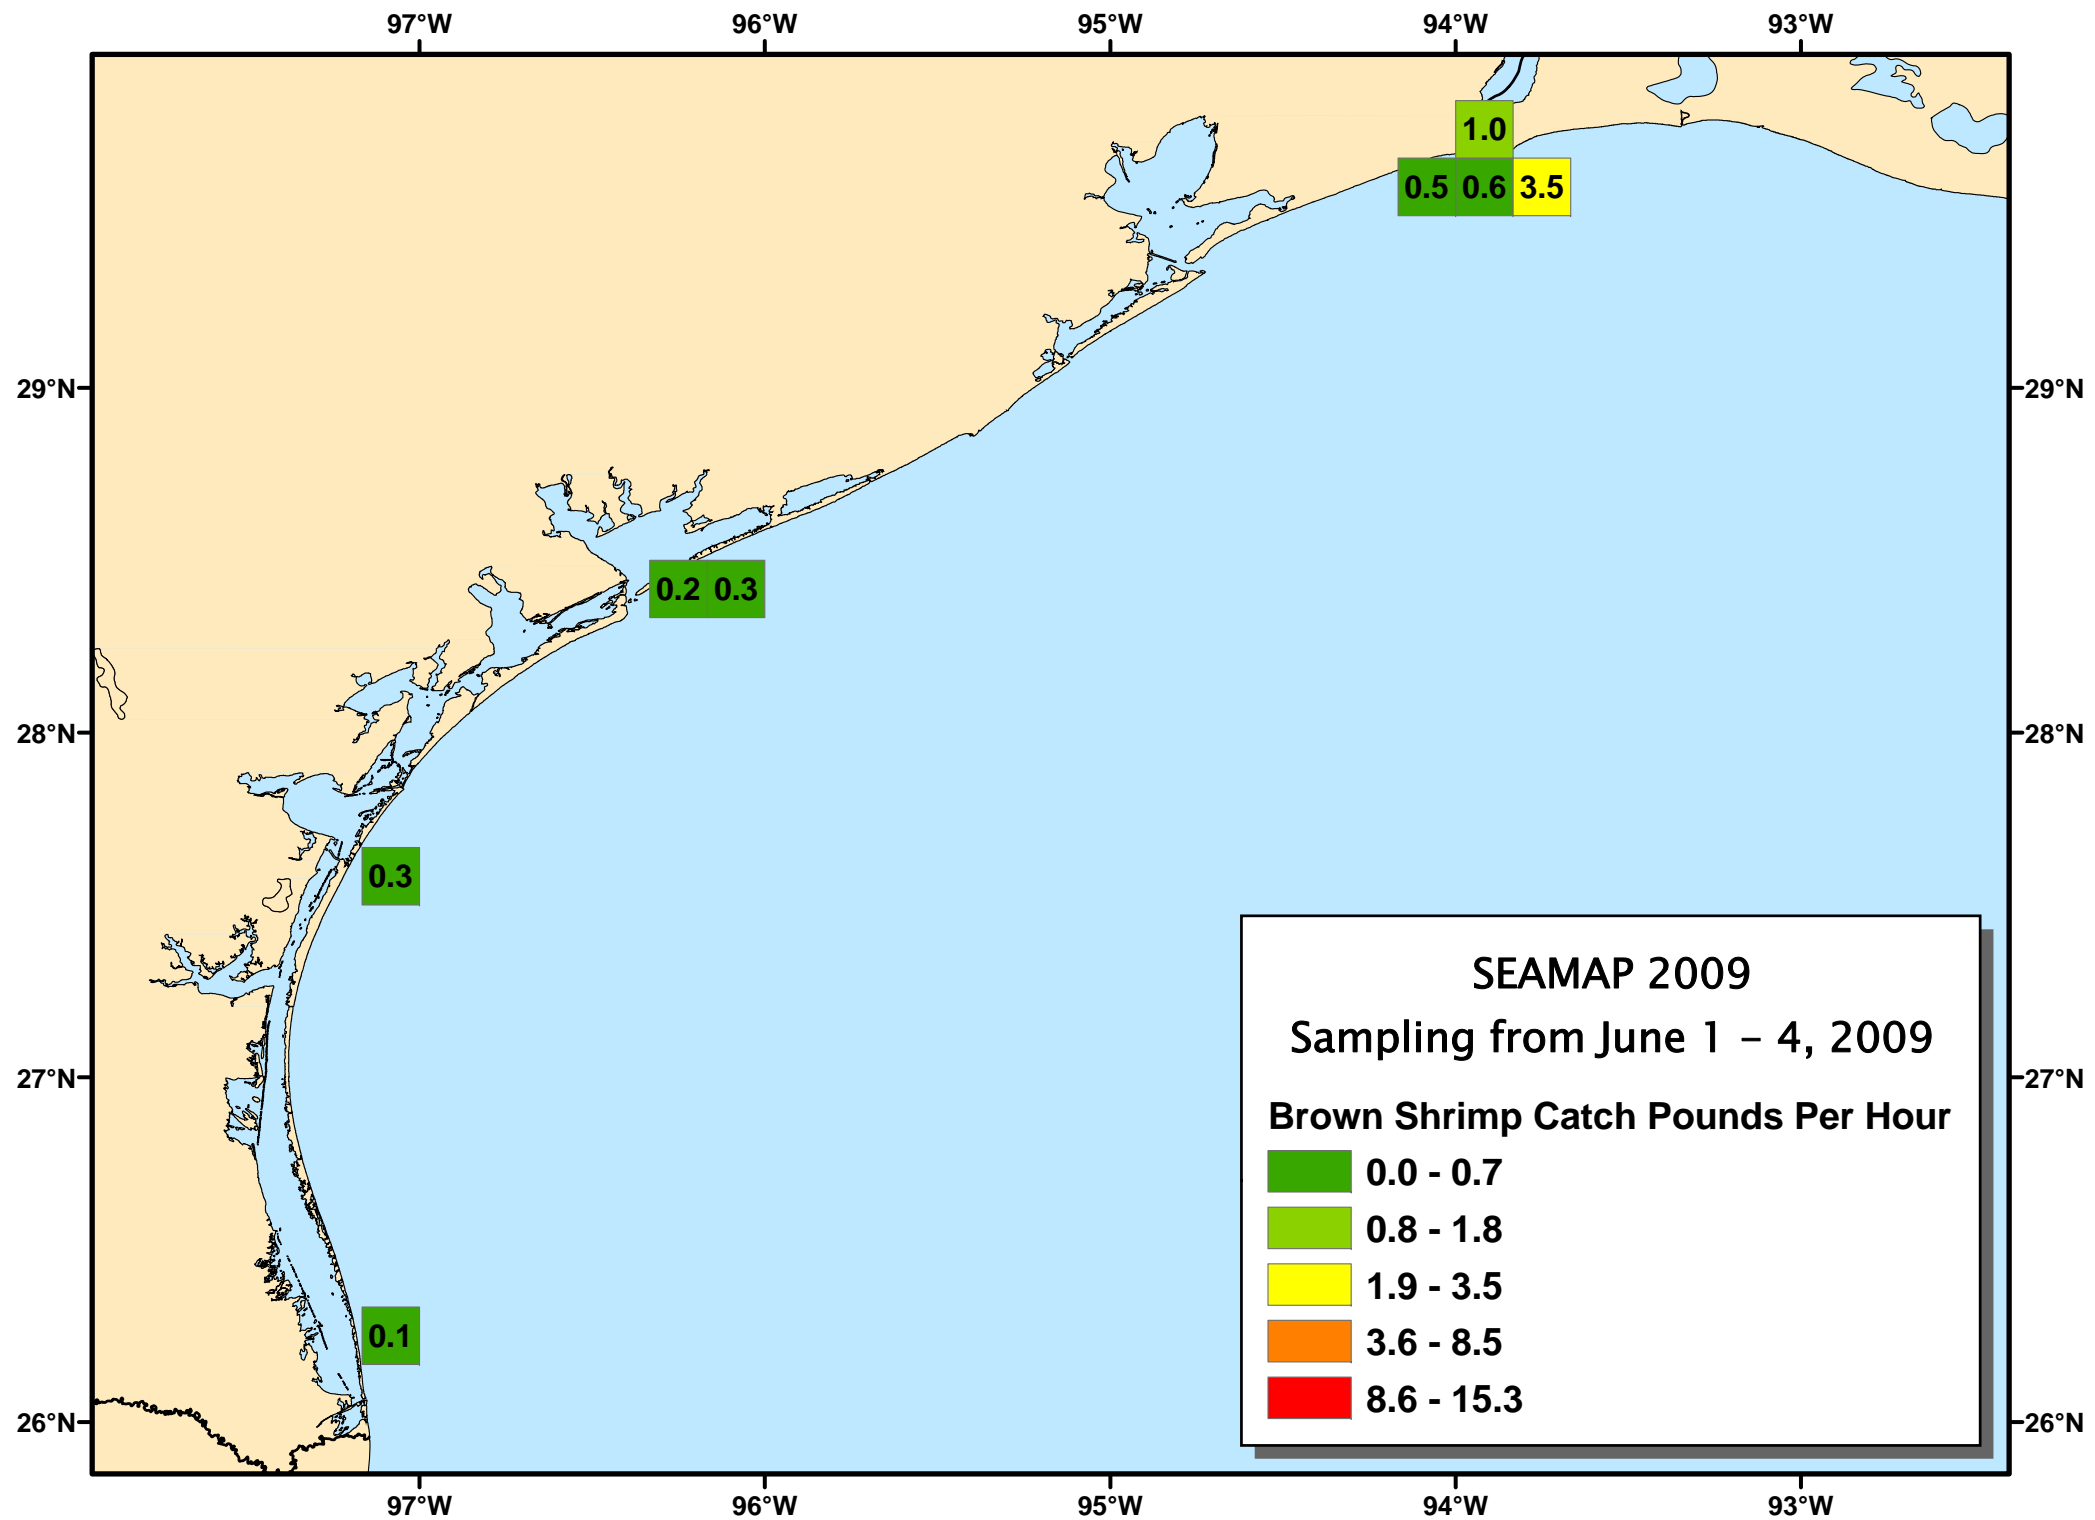 97°W 96°W 95°W 94°W 93°W
1.0
0.5 0.6 3.5
29°N 29°N
0.2 0.3
28°N 28°N
0.3
SEAMAP 2009
Sampling from June 1 – 4, 2009
27°N 27°N
Brown Shrimp Catch Pounds Per Hour
0.0 - 0.7
0.8 - 1.8
1.9 - 3.5
0.1
3.6 - 8.5
8.6 - 15.3
26°N 26°N
97°W 96°W 95°W 94°W 93°W